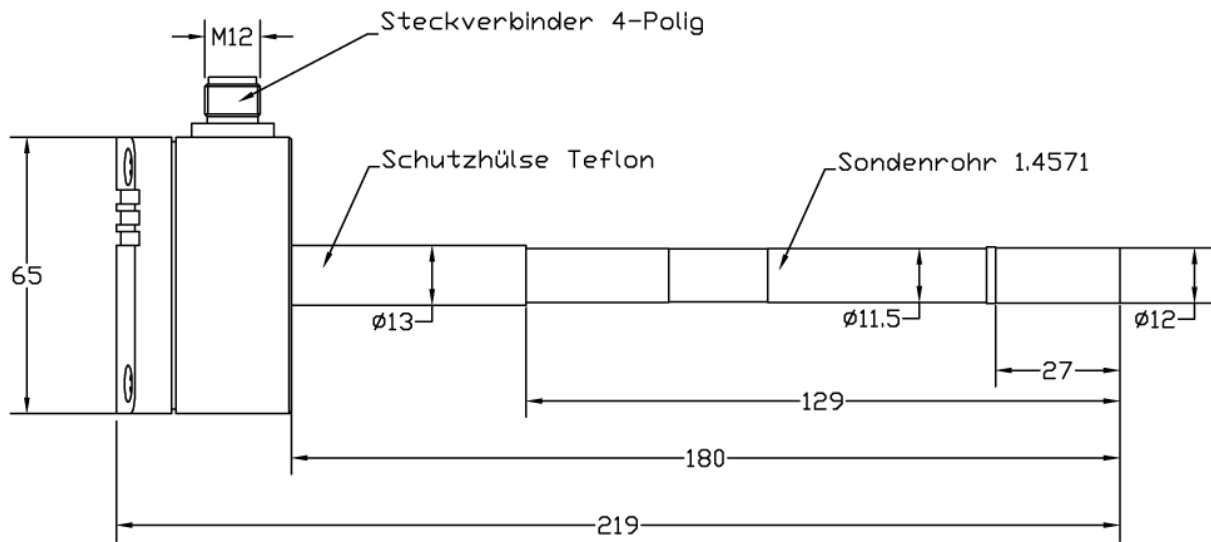 Steckverbinder 4-Polig
M12
Schutzhülse Teflon
Sondenrohr 1.4571
65
ø13
ø11.5
ø12
27
129
180
219